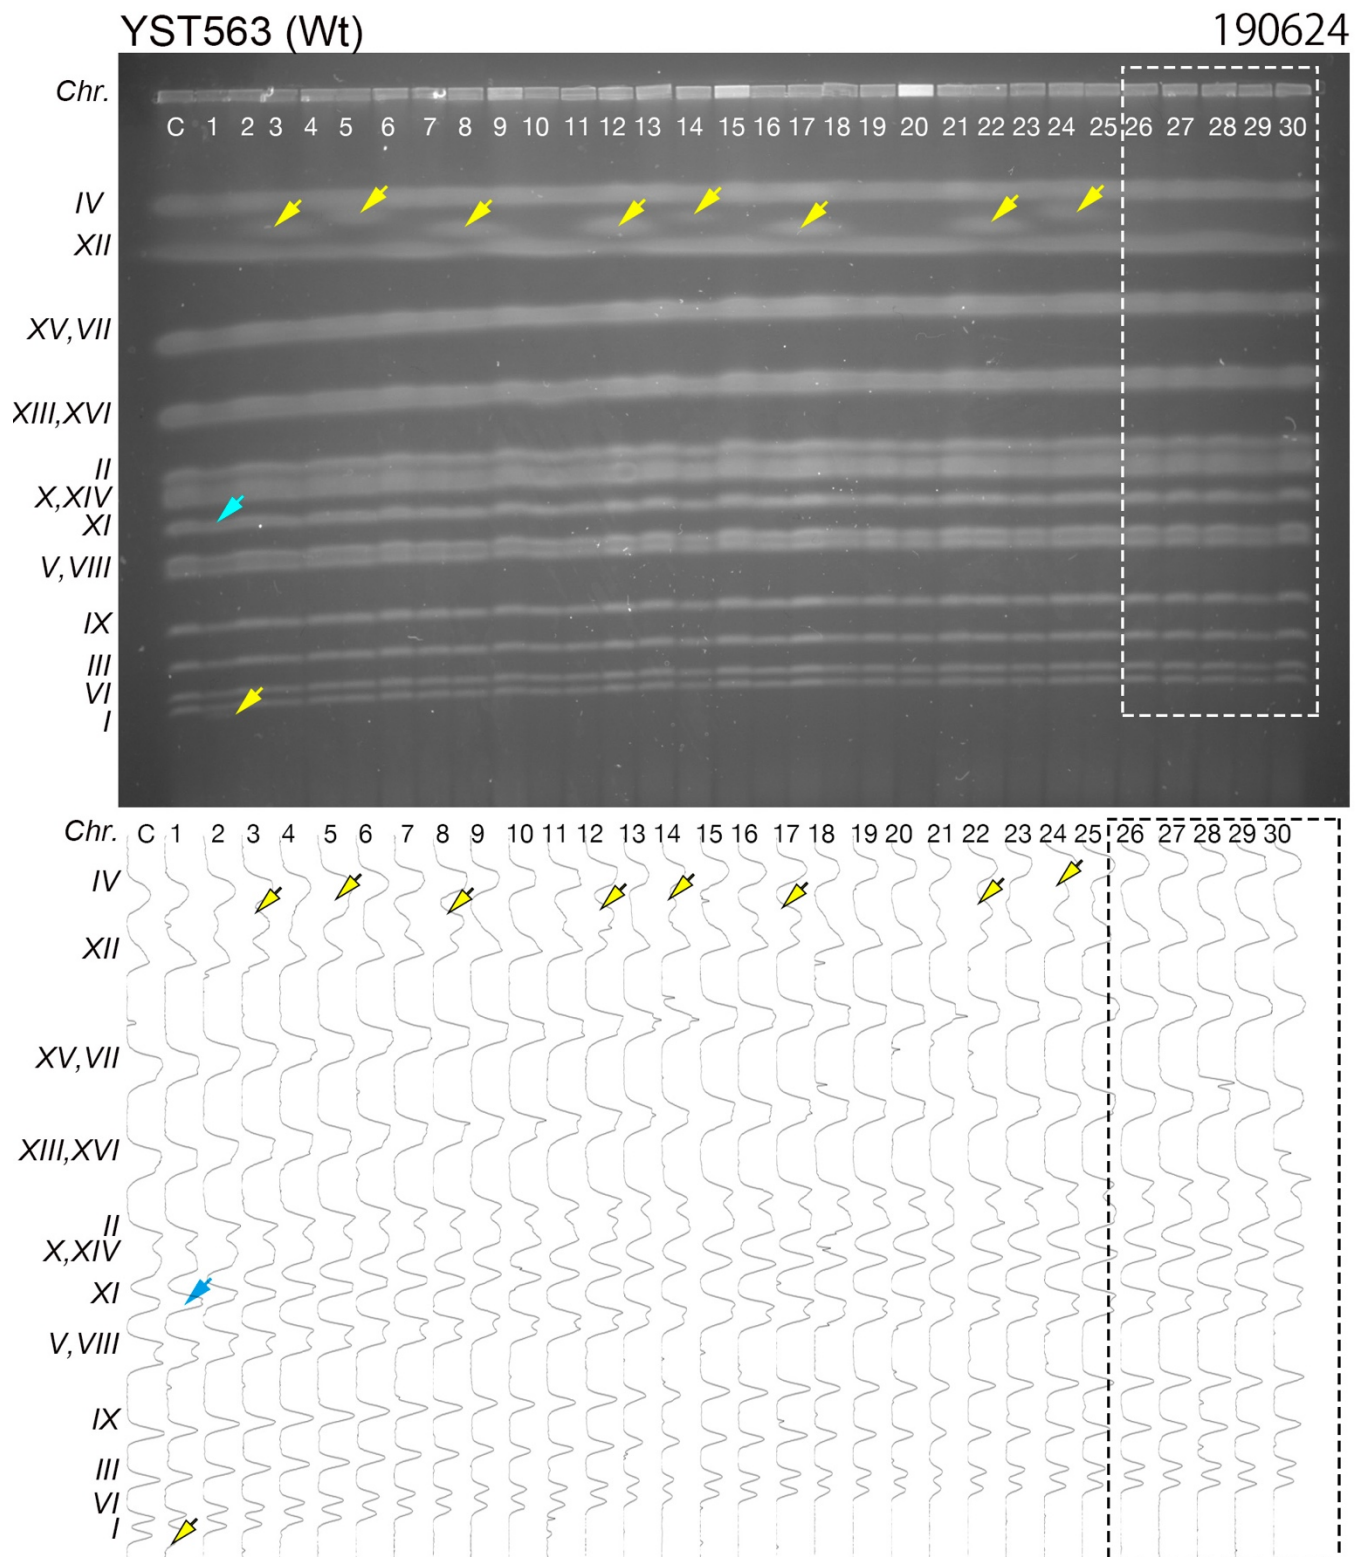 YST563 (Wt) 190624
Chr.
C 1 2 3 4 5 6 7 8 9 10 11 12 13 14 15 16 17 18 19 20 21 22 23 24 25 26 27 28 29 30
IV
XII
XV,VII
XIII,XVI
II
X,XIV
XI
V,VIII
IX
III
VI
I
Chr. C 1 2 3 4 5 6 7 8 9 10 11 12 13 14 15 16 17 18 19 20 21 22 23 24 25 26 27 28 29 30
IV
XII
XV,VII
XIII,XVI
II
X,XIV
XI
V,VIII
IX
III
VI
I